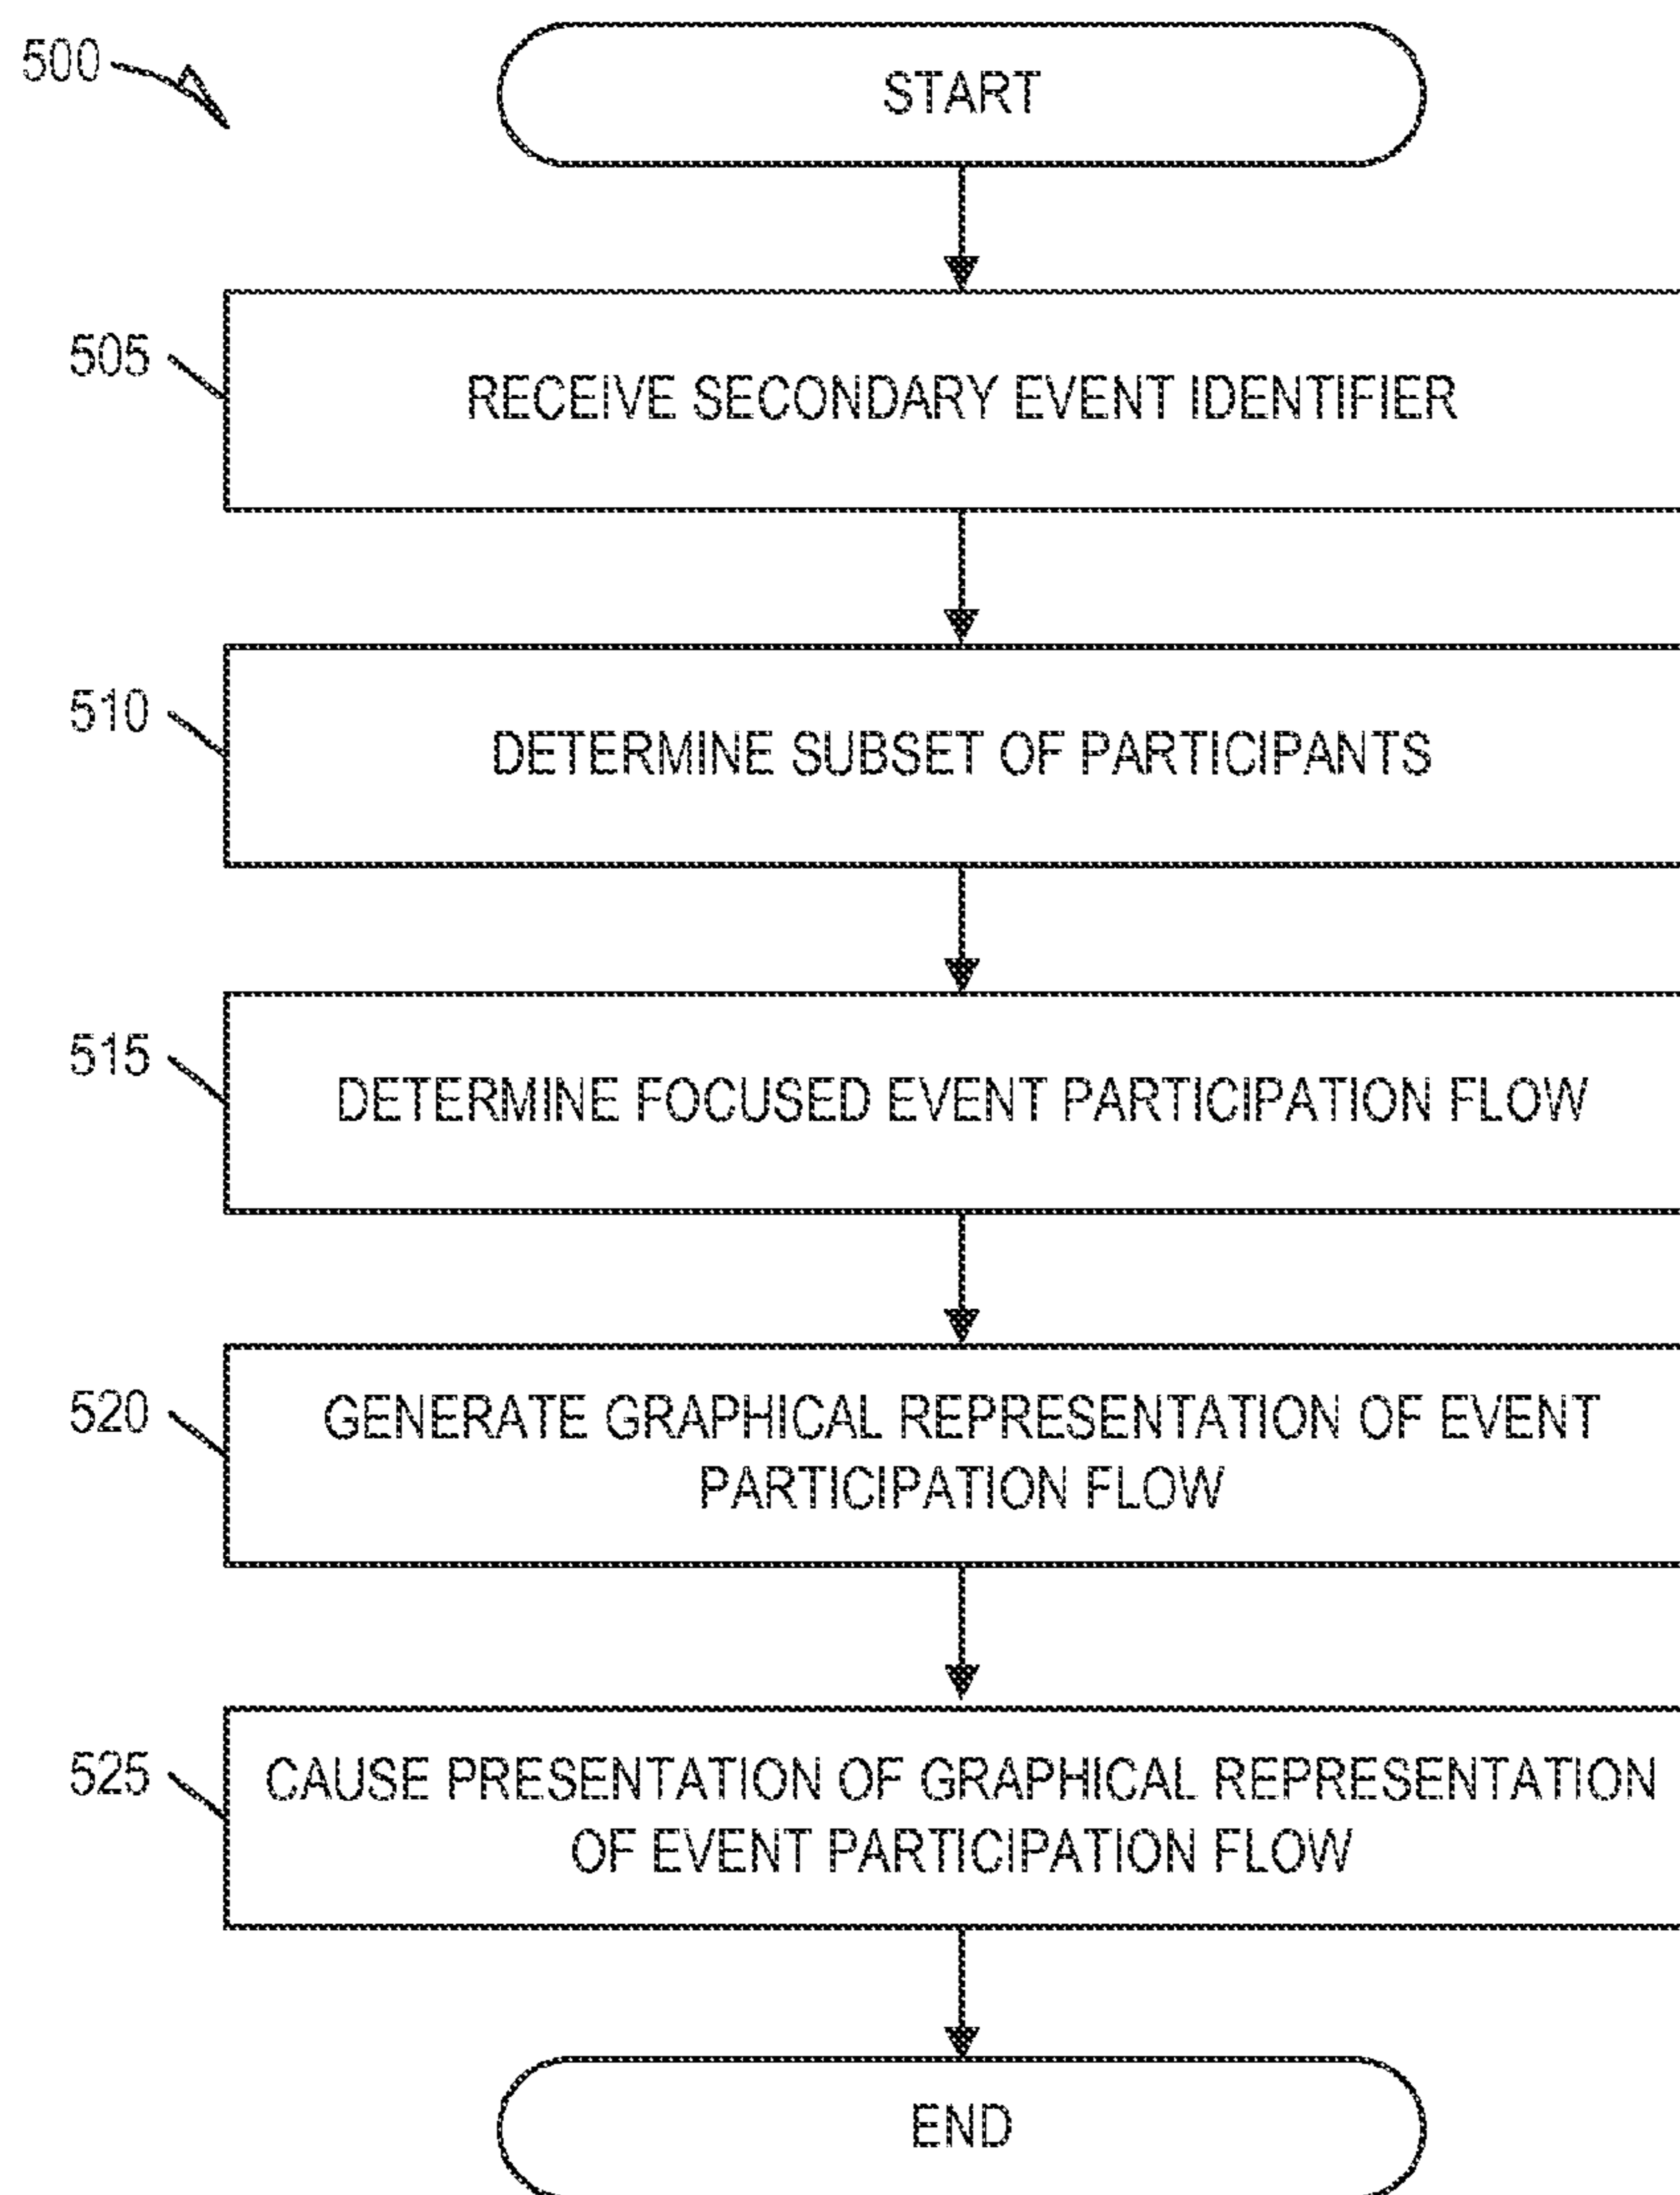 500
START
505
RECEIVE SECONDARY EVENT IDENTIFIER
510
DETERMINE SUBSET OF PARTICIPANTS
515
DETERMINE FOCUSED EVENT PARTICIPATION FLOW
520
GENERATE GRAPHICAL REPRESENTATION OF EVENT
PARTICIPATION FLOW
525
CAUSE PRESENTATION OF GRAPHICAL REPRESENTATION
OF EVENT PARTICIPATION FLOW
END